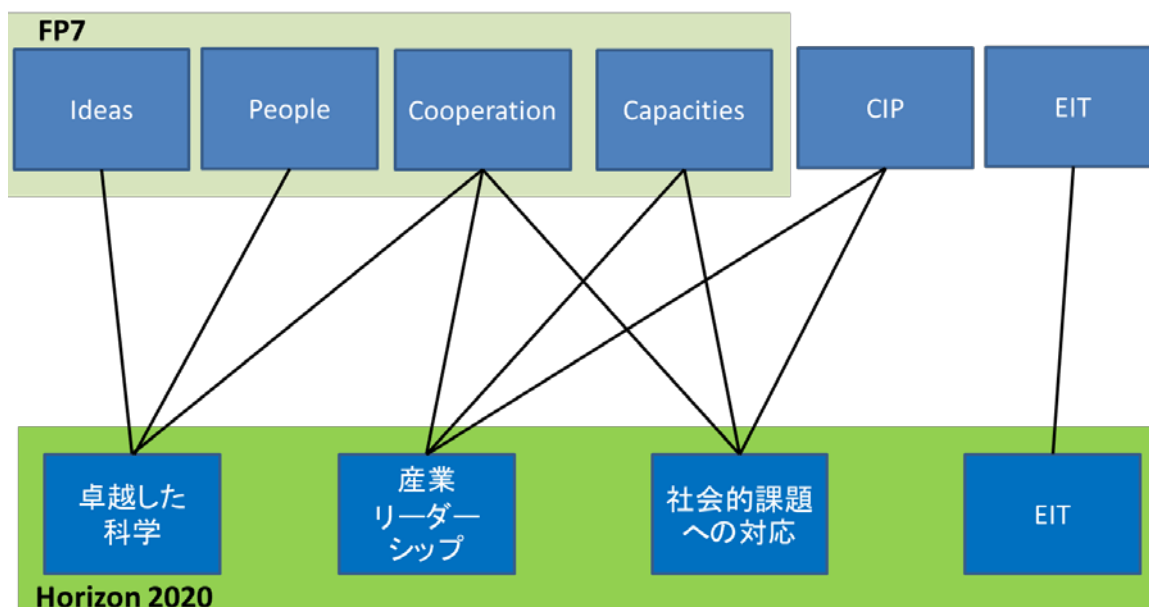 FP7
Ideas
People
Cooperation
Capacities
CIP
EIT
卓越した
科学
産業
リーダー
シップ
社会的課題
への対応
EIT
Horizon 2020